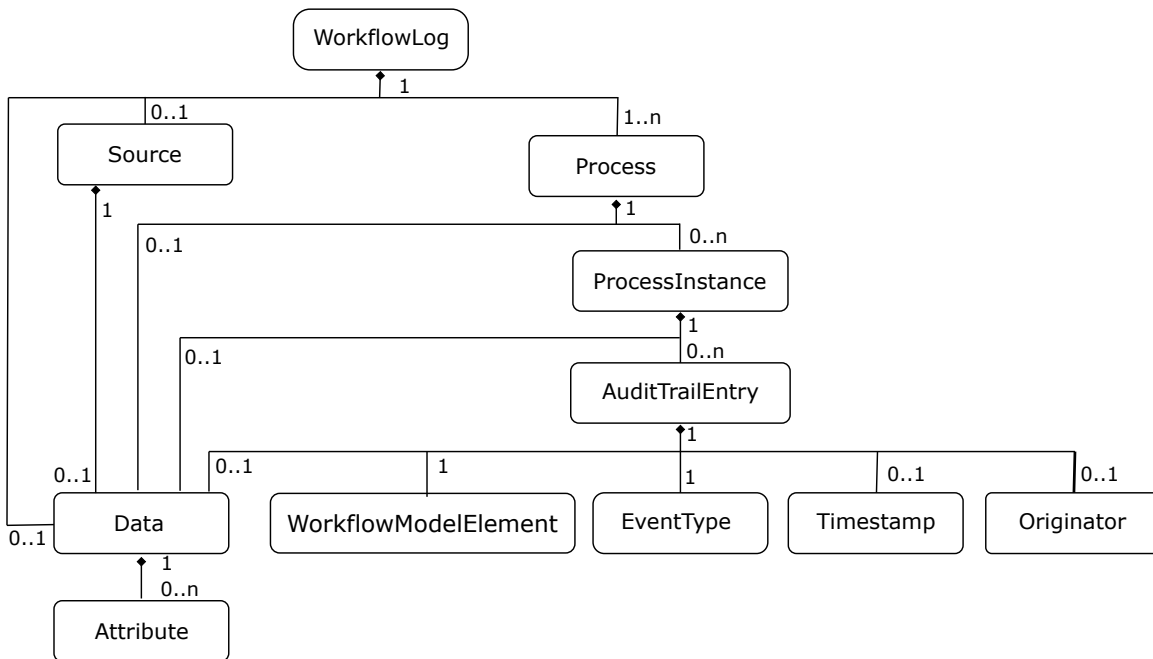 WorkflowLog
1
0..1
1..n
Source
Process
1
1
0..1
0..n
ProcessInstance
1
0..1
0..n
AuditTrailEntry
1
0..1
0..1
1
1
0..1
0..1
Data
WorkflowModelElement
EventType
Timestamp
Originator
0..1
1
0..n
Attribute